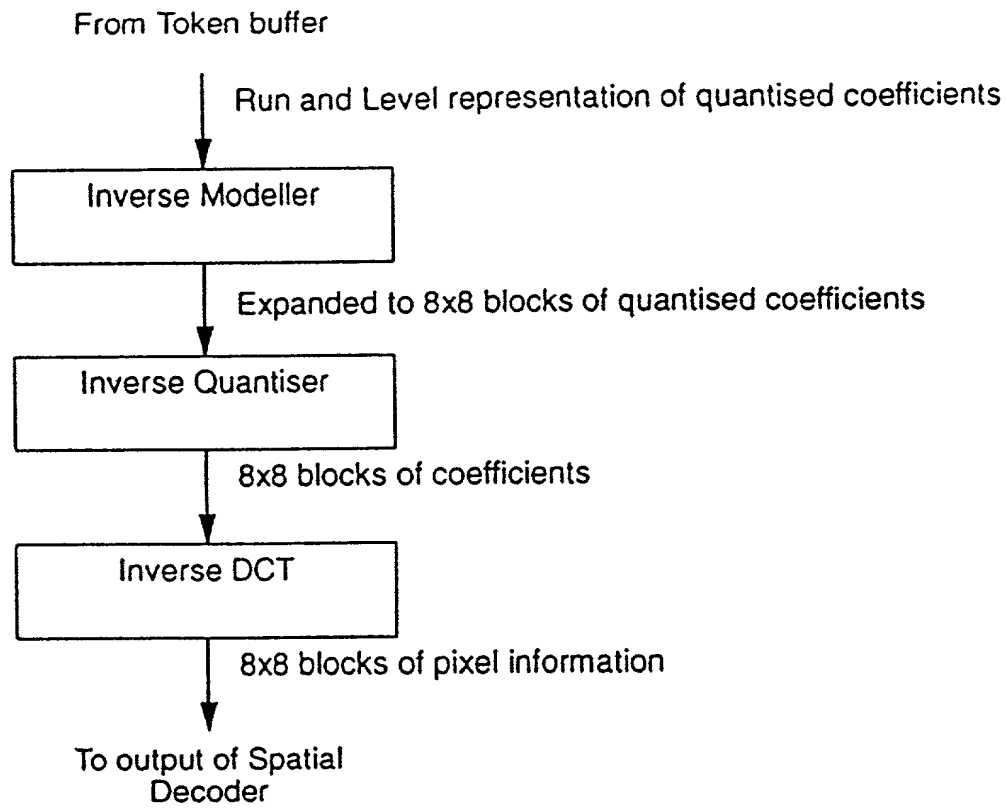 From Token buffer
Run and Level representation of quantised coefficients
Inverse Modeller
Expanded to 8x8 blocks of quantised coefficients
Inverse Quantiser
8x8 blocks of coefficients
Inverse DCT
8x8 blocks of pixel information
To output of Spatial
Decoder